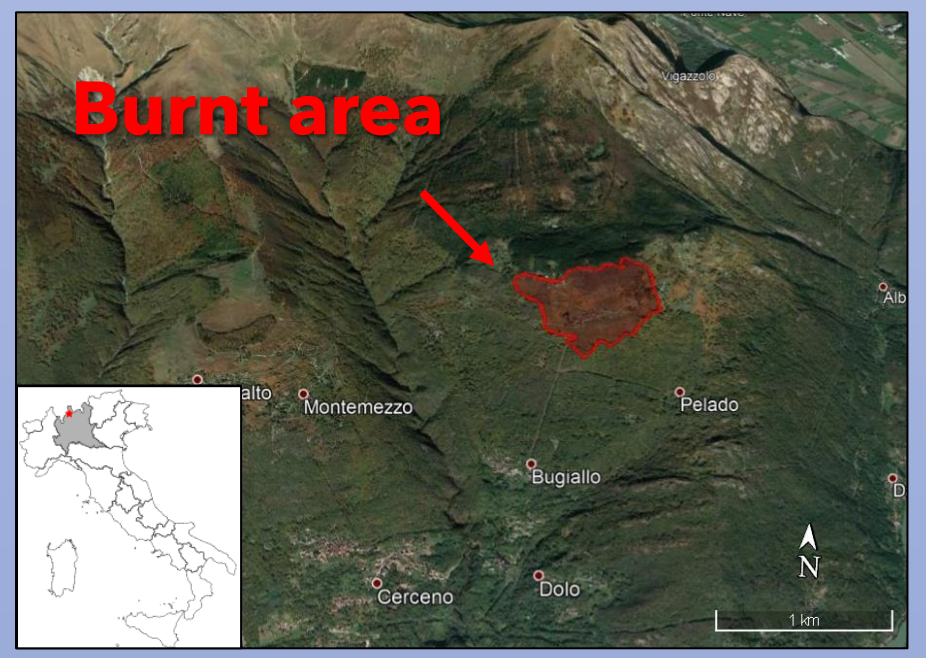 Vigazzolo
Burnt area
Alb
alto
Montemezzo
Pelado
Bugiallo
D
Cerceno
Dolo
N
1 km